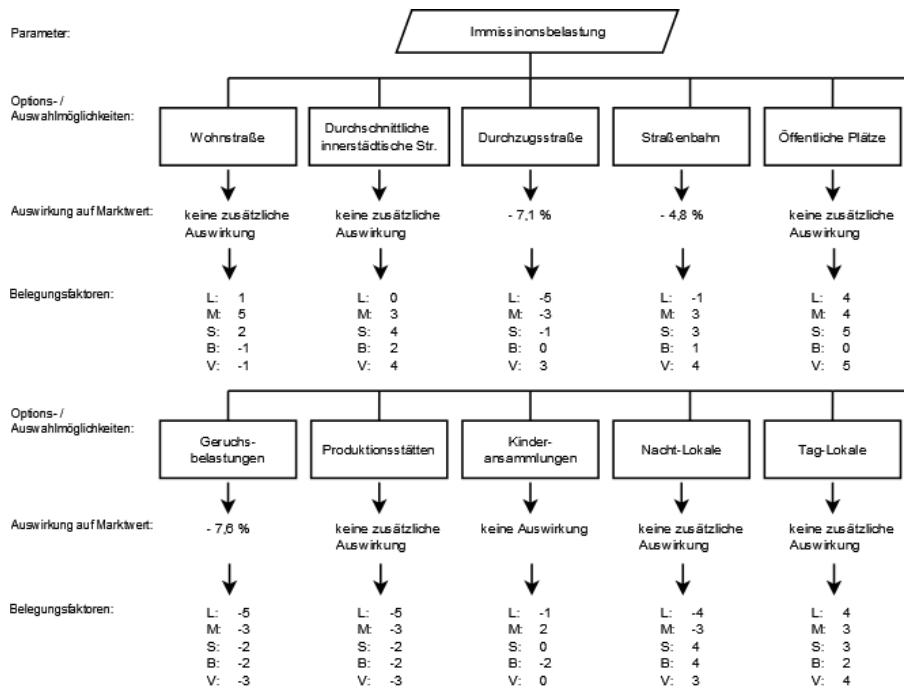 Parameter:
Immissinonsbelastung
Options- /
Auswahlmöglichkeiten:
Wohnstraße
Durchschnittliche
innerstädtische Str.
Durchzugsstraße
Straßenbahn
Öffentliche Plätze
Auswirkung auf Marktwert:
keine zusätzliche
Auswirkung
keine zusätzliche
Auswirkung
- 7,1 %
- 4,8 %
keine zusätzliche
Auswirkung
Belegungsfaktoren:
L: 1
M: 5
S: 2
B: -1
V: -1
L: 0
M: 3
S: 4
B: 2
V: 4
L: -5
M: -3
S: -1
B: 0
V: 3
L: -1
M: 3
S: 3
B: 1
V: 4
L: 4
M: 4
S: 5
B: 0
V: 5
Options- /
Auswahlmöglichkeiten:
Geruchs-
belastungen
Produktionsstätten
Kinder-
ansammlungen
Nacht-Lokale
Tag-Lokale
Auswirkung auf Marktwert:
- 7,6 %
keine zusätzliche
Auswirkung
keine Auswirkung
keine zusätzliche
Auswirkung
keine zusätzliche
Auswirkung
Belegungsfaktoren:
L: -5
M: -3
S: -2
B: -2
V: -3
L: -5
M: -3
S: -2
B: -2
V: -3
L: -1
M: 2
S: 0
B: -2
V: 0
L: -4
M: -3
S: 4
B: 4
V: 3
L: 4
M: 3
S: 3
B: 2
V: 4